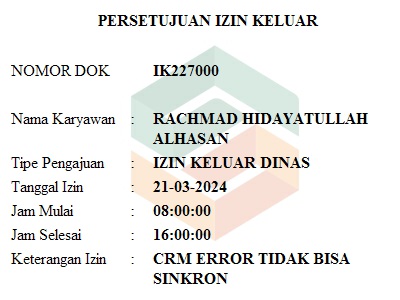 PERSETUJUAN IZIN KELUAR
NOMOR DOK IK227000
Nama Karyawan : RACHMAD HIDAYATULLAH
ALHASAN
Tipe Pengajuan : IZIN KELUAR DINAS
Tanggal Izin : 21-03-2024
Jam Mulai : 08:00:00
Jam Selesai : 16:00:00
Keterangan Izin : CRM ERROR TIDAK BISA
SINKRON